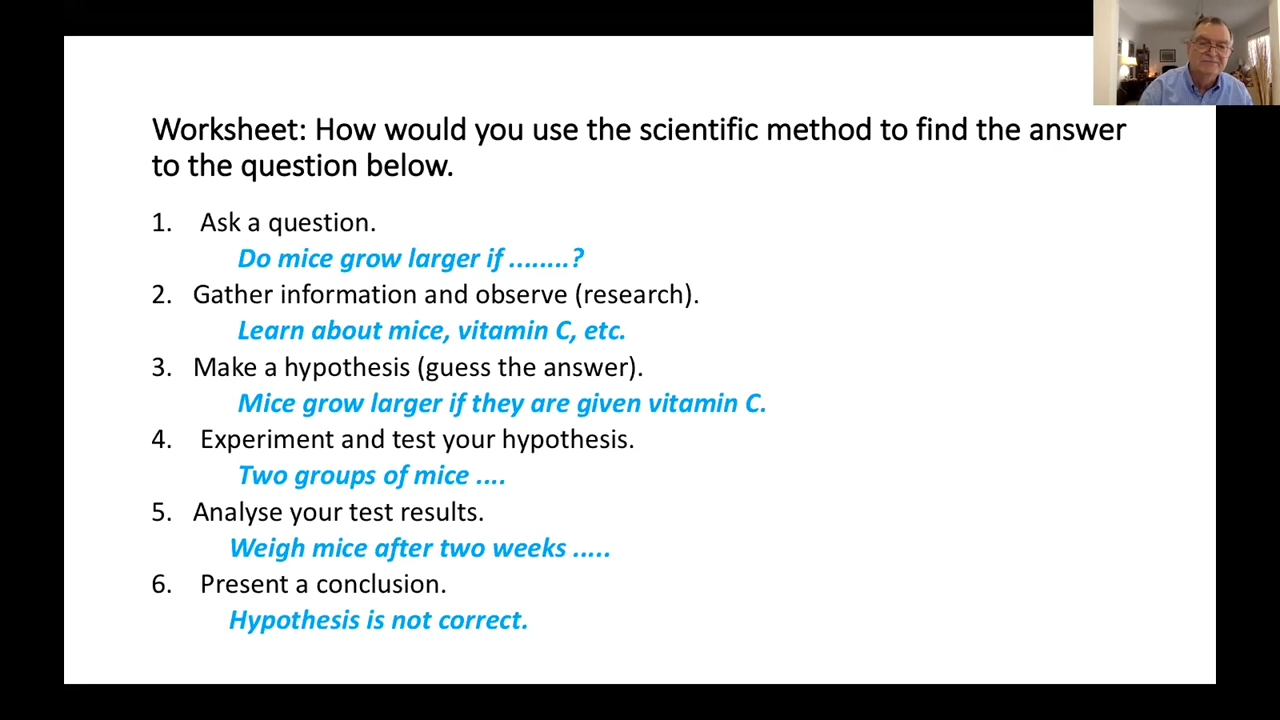 Worksheet: How would you use the scientific method to find the answer
to the question below.
1. Ask a question.
Do mice grow larger if ........?
2. Gather information and observe (research).
Learn about mice, vitamin C, etc.
3. Make a hypothesis (guess the answer).
Mice grow larger if they are given vitamin C.
4. Experiment and test your hypothesis.
Two groups of mice ....
5. Analyse your test results.
Weigh mice after two weeks .....
6. Present a conclusion.
Hypothesis is not correct.